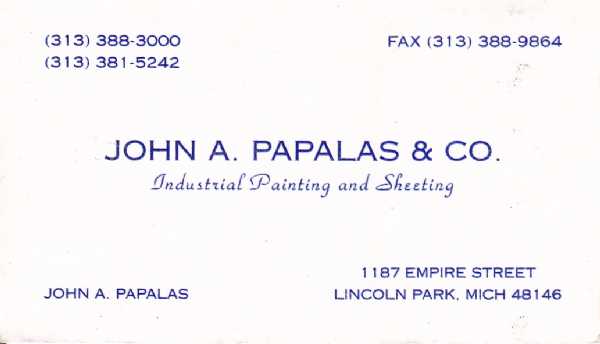 (313) 388-3000
(313) 381-5242
FAX (313) 388-9864
JOHN A. PAPALAS & CO.
Industrial Painting and Sheeting
JOHN A. PAPALAS
1187 EMPIRE STREET
LINCOLN PARK, MICH 48146